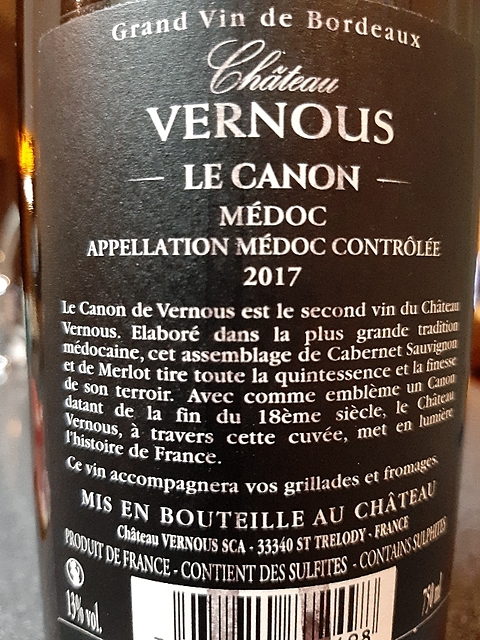 Grand Vin de Bordeaux
Château
VERNOUS
— LE CANON —
MÉDOC
APPELLATION MÉDOC CONTRÔLÉE
2017
Le Canon de Vernous est le second vin du Château
Vernous. Elaboré dans la plus grande tradition
médocaine, cet assemblage de Cabernet Sauvignon
et de Merlot tire toute la quintessence et la finesse
de son terroir. Avec comme emblème un Canon
datant de la fin du 18ème siècle, le Château
Vernous, à travers cette cuvée, met en lumière
l'histoire de France.
Ce vin accompagnera vos grillades et fromages.
MIS EN BOUTEILLE AU CHÂTEAU
Château VERNOUS SCA - 33340 ST TRELODY - FRANCE
PRODUIT DE FRANCE - CONTIENT DES SULFITES - CONTAINS SULPHITES
13% vol. 750 ml